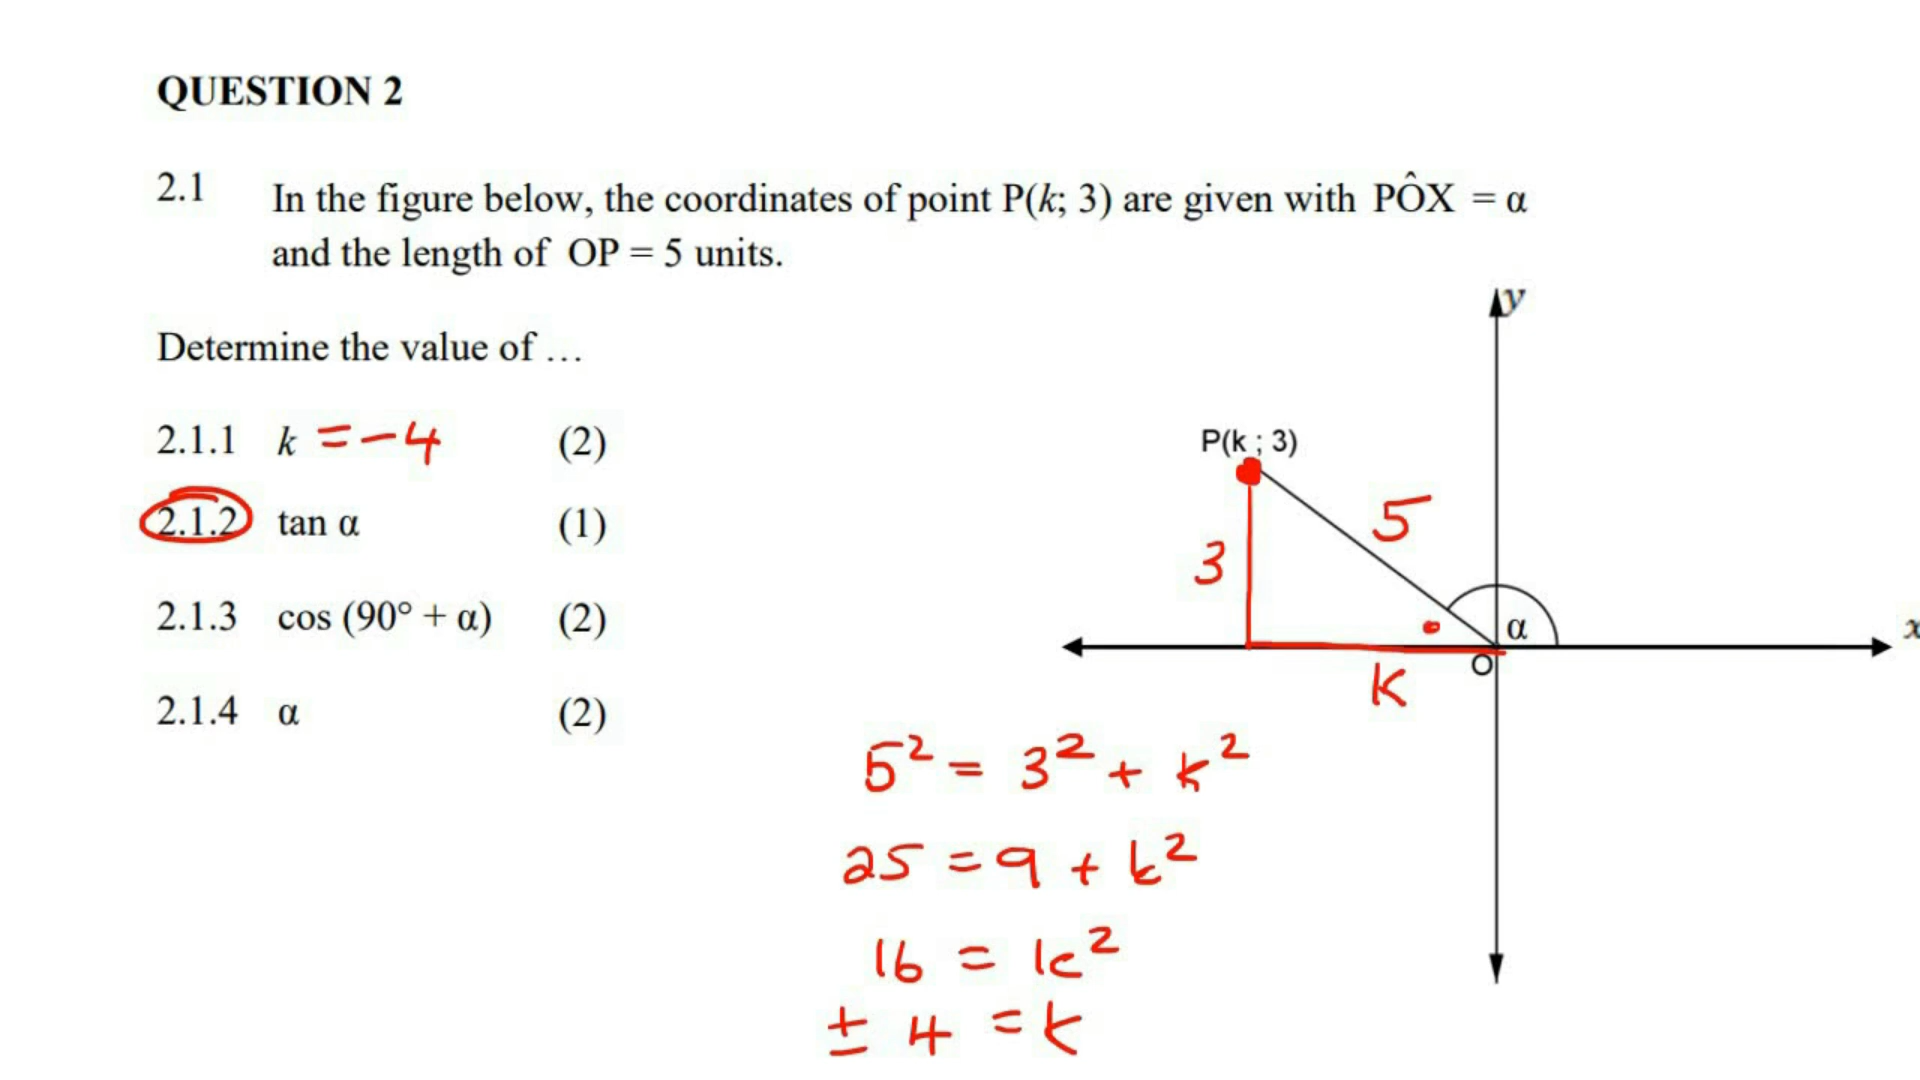 QUESTION 2
2.1 In the figure below, the coordinates of point P(k; 3) are given with PÔX = α
and the length of OP = 5 units.
Determine the value of …
2.1.1 k = -4 (2)
2.1.2 tan α (1)
2.1.3 cos (90° + α) (2)
2.1.4 α (2)
y
P(k ; 3)
5
3
α
x
O
K
5² = 3² + k²
25 = 9 + k²
16 = k²
± 4 = k